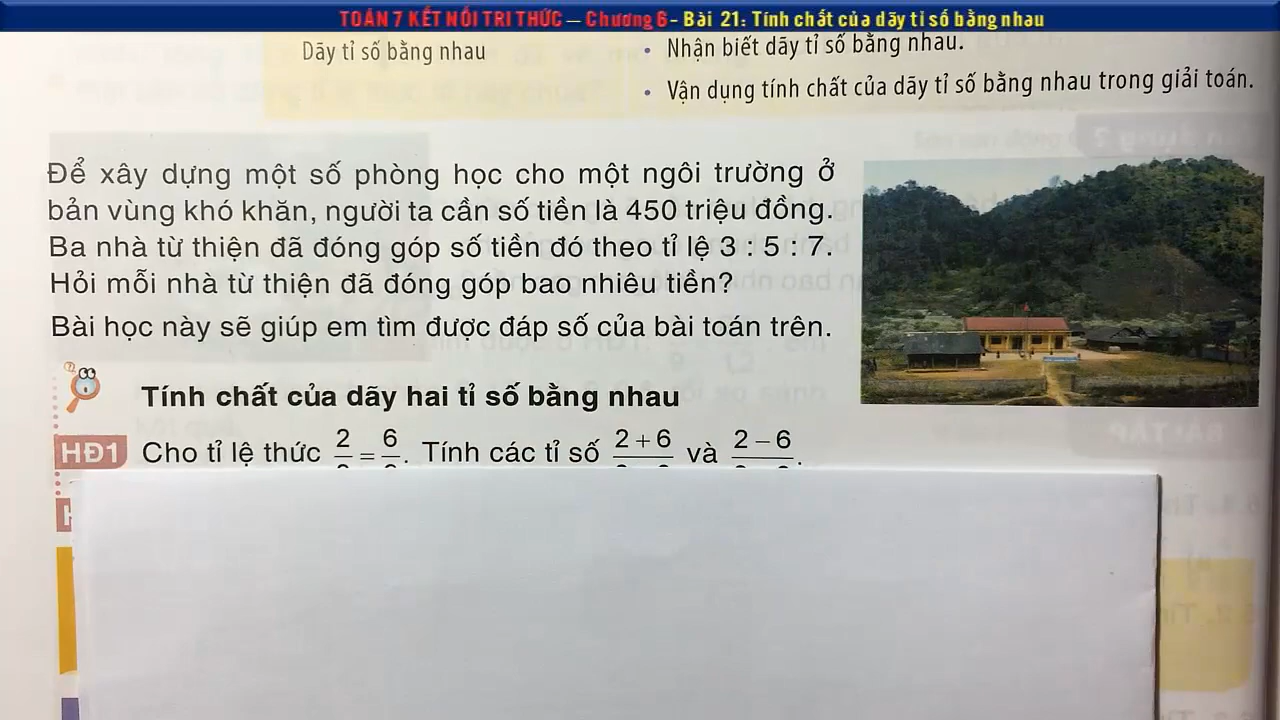 TOÁN 7 KẾT NỐI TRI THỨC – Chương 6 - Bài 21: Tính chất của dãy tỉ số bằng nhau
Dãy tỉ số bằng nhau
• Nhận biết dãy tỉ số bằng nhau.
• Vận dụng tính chất của dãy tỉ số bằng nhau trong giải toán.
Để xây dựng một số phòng học cho một ngôi trường ở
bản vùng khó khăn, người ta cần số tiền là 450 triệu đồng.
Ba nhà từ thiện đã đóng góp số tiền đó theo tỉ lệ 3 : 5 : 7.
Hỏi mỗi nhà từ thiện đã đóng góp bao nhiêu tiền?
Bài học này sẽ giúp em tìm được đáp số của bài toán trên.
Tính chất của dãy hai tỉ số bằng nhau
HĐ1 Cho tỉ lệ thức 2 = 6 . Tính các tỉ số 2 + 6 và 2 – 6 .